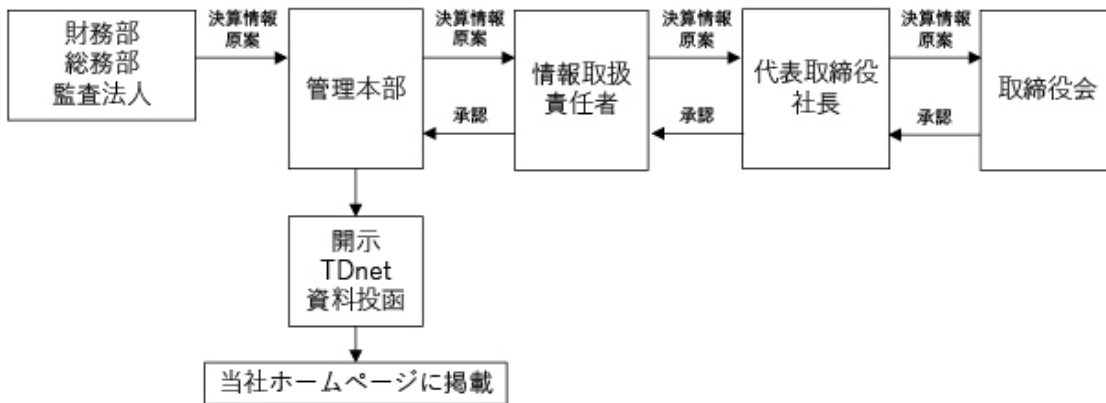 財務部
総務部
監査法人
決算情報
原案
管理本部
決算情報
原案
承認
情報取扱
責任者
決算情報
原案
承認
代表取締役
社長
決算情報
原案
承認
取締役会
開示
TDnet
資料投函
当社ホームページに掲載